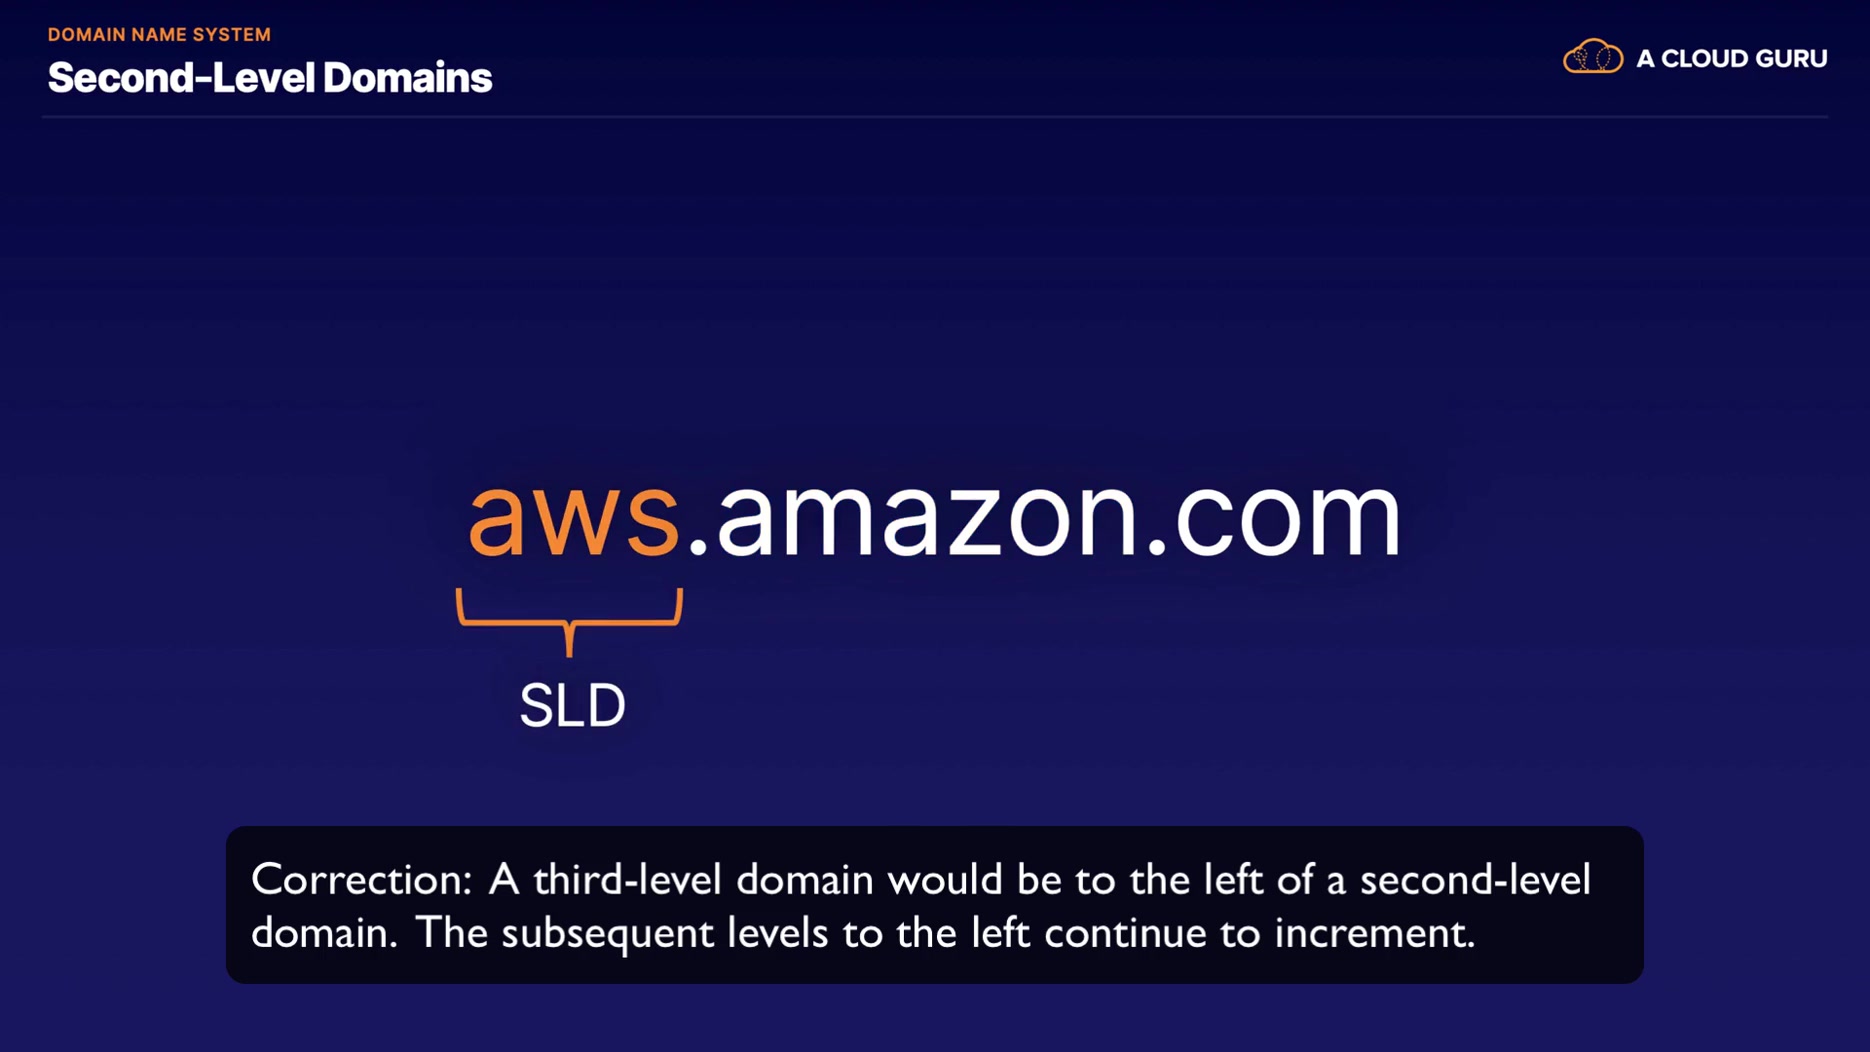 DOMAIN NAME SYSTEM
Second-Level Domains
A CLOUD GURU
aws.amazon.com
SLD
Correction: A third-level domain would be to the left of a second-level
domain. The subsequent levels to the left continue to increment.